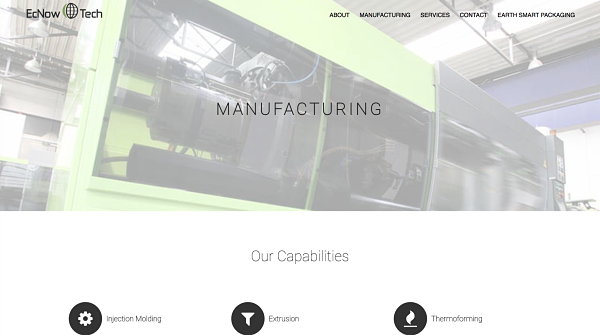 EcNow Tech
ABOUT MANUFACTURING SERVICES CONTACT EARTH SMART PACKAGING
MANUFACTURING
Our Capabilities
Injection Molding
Extrusion
Thermoforming